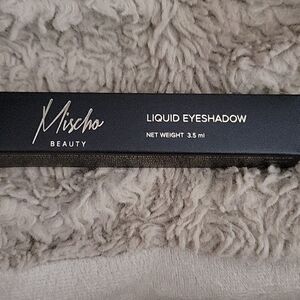 Mischo
BEAUTY
LIQUID EYESHADOW
NET WEIGHT 3.5 ml